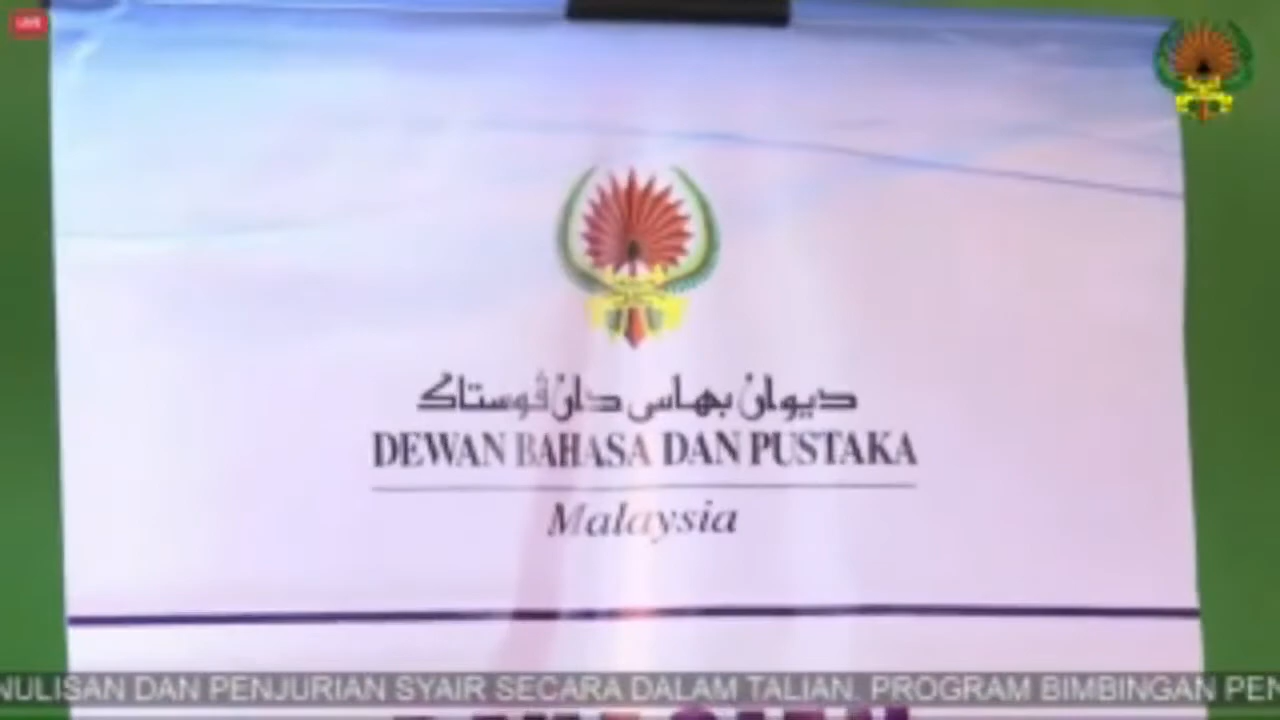 LIVE
ديوان بهاس دان ڤوستاک
DEWAN BAHASA DAN PUSTAKA
Malaysia
NULISAN DAN PENJURIAN SYAIR SECARA DALAM TALIAN. PROGRAM BIMBINGAN PEN